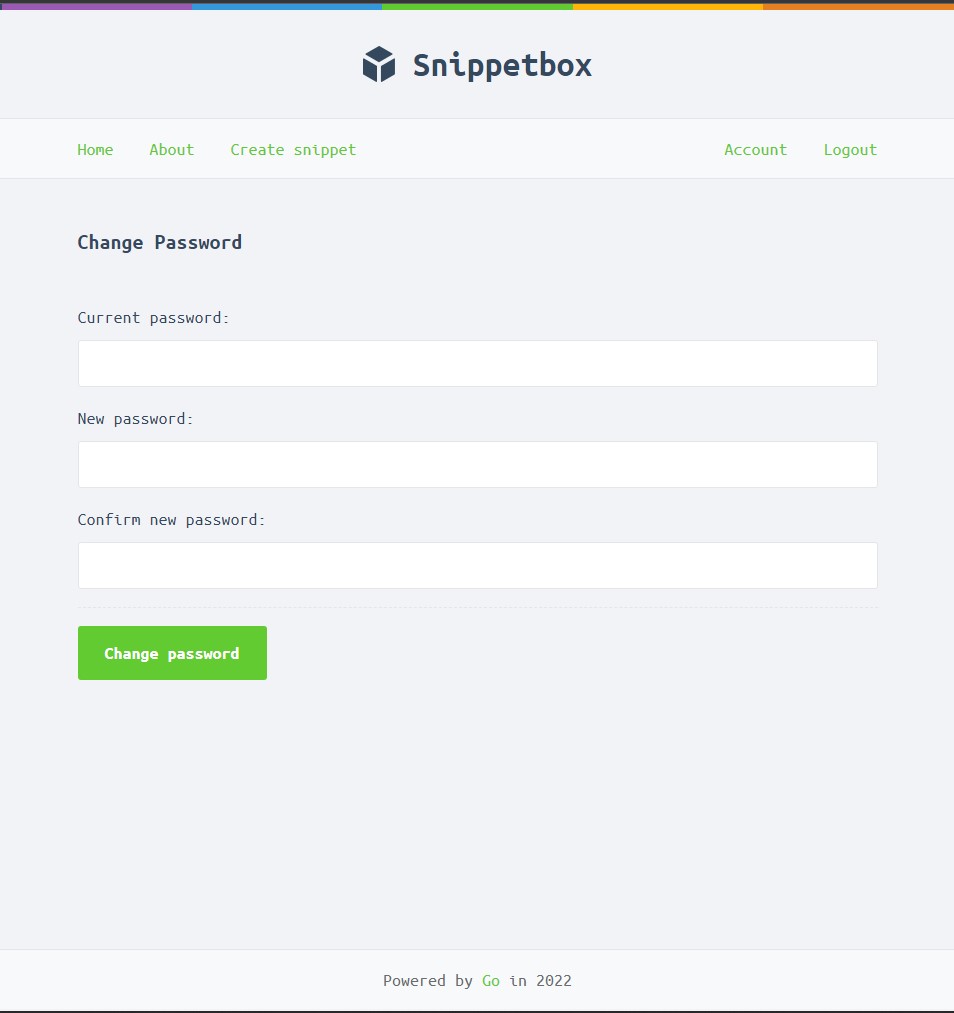 Snippetbox
Home About Create snippet Account Logout
Change Password
Current password:
New password:
Confirm new password:
Change password
Powered by Go in 2022